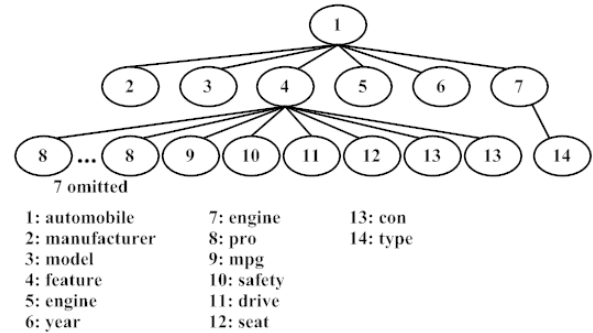 1
2 3 4 5 6 7
8 ... 8 9 10 11 12 13 13 14
7 omitted
1: automobile 7: engine 13: con
2: manufacturer 8: pro 14: type
3: model 9: mpg
4: feature 10: safety
5: engine 11: drive
6: year 12: seat